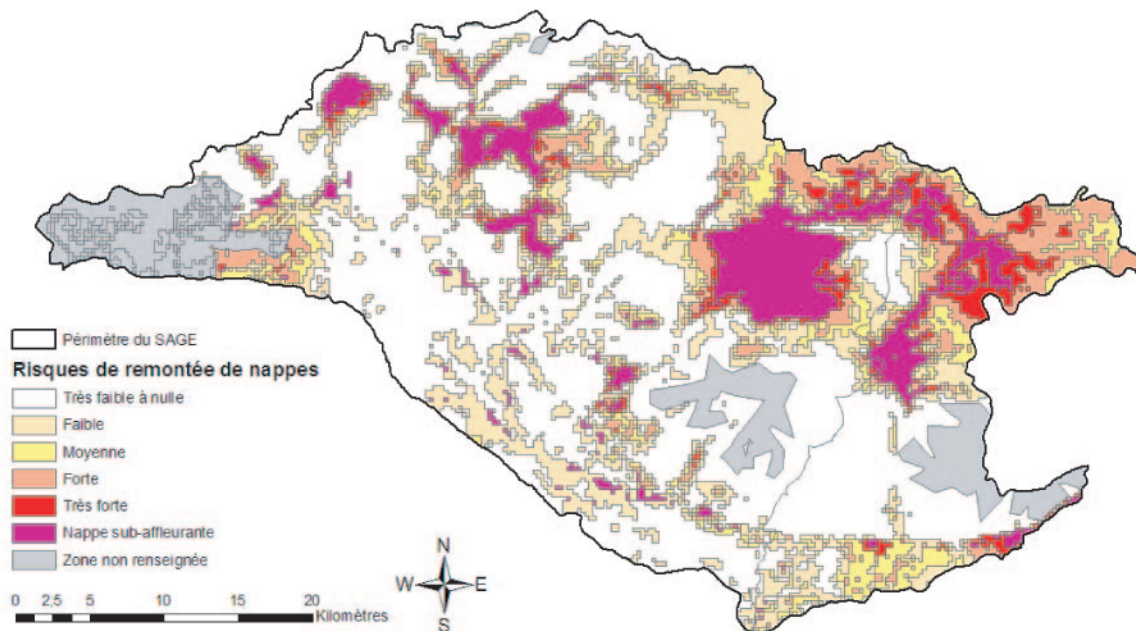 Périmètre du SAGE
Risques de remontée de nappes
Très faible à nulle
Faible
Moyenne
Forte
Très forte
Nappe sub-affleurante
Zone non renseignée
0 2,5 5 10 15 20
Kilomètres
N
W E
S